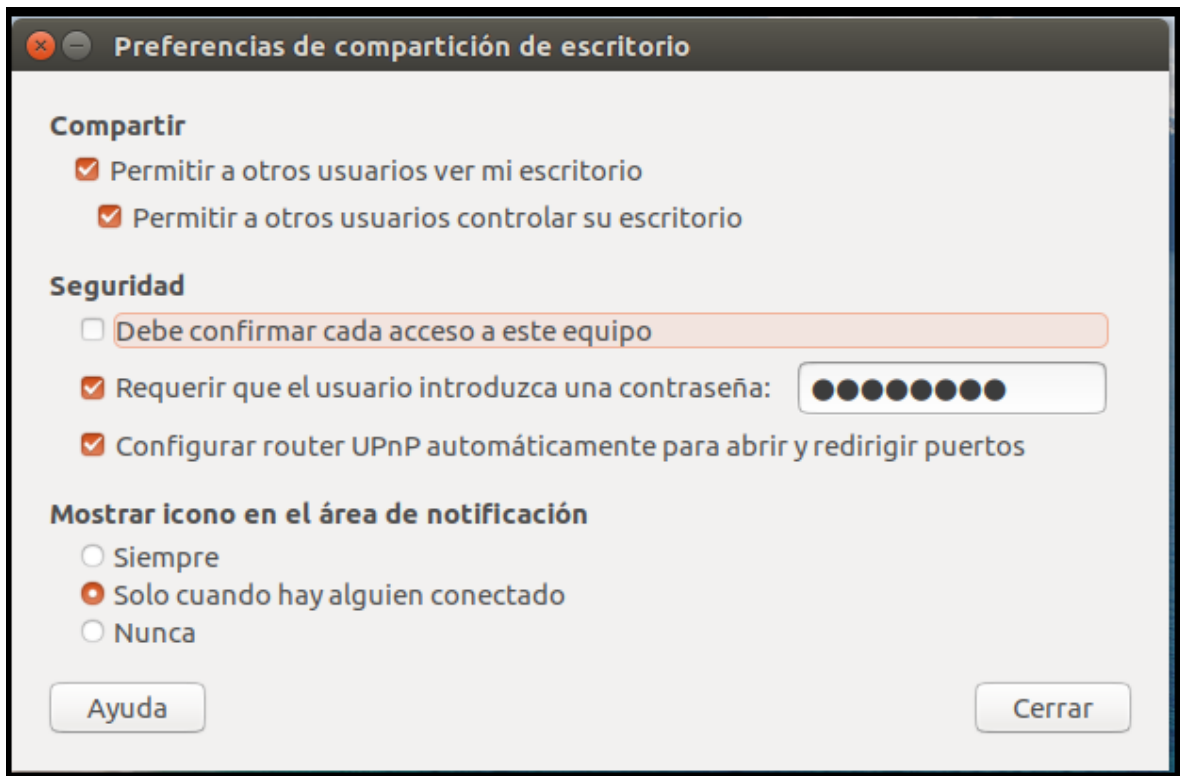 Preferencias de compartición de escritorio
Compartir
Permitir a otros usuarios ver mi escritorio
Permitir a otros usuarios controlar su escritorio
Seguridad
Debe confirmar cada acceso a este equipo
Requerir que el usuario introduzca una contraseña: ●●●●●●●●
Configurar router UPnP automáticamente para abrir y redirigir puertos
Mostrar icono en el área de notificación
Siempre
Solo cuando hay alguien conectado
Nunca
Ayuda Cerrar